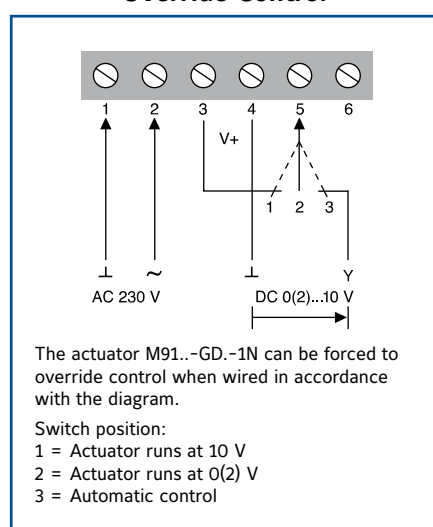 Override Control
1 2 3 4 5 6
V+
1 2 3
⊥ ~ ⊥ Y
AC 230 V DC 0(2)...10 V
The actuator M91..-GD.-1N can be forced to
override control when wired in accordance
with the diagram.
Switch position:
1 = Actuator runs at 10 V
2 = Actuator runs at 0(2) V
3 = Automatic control